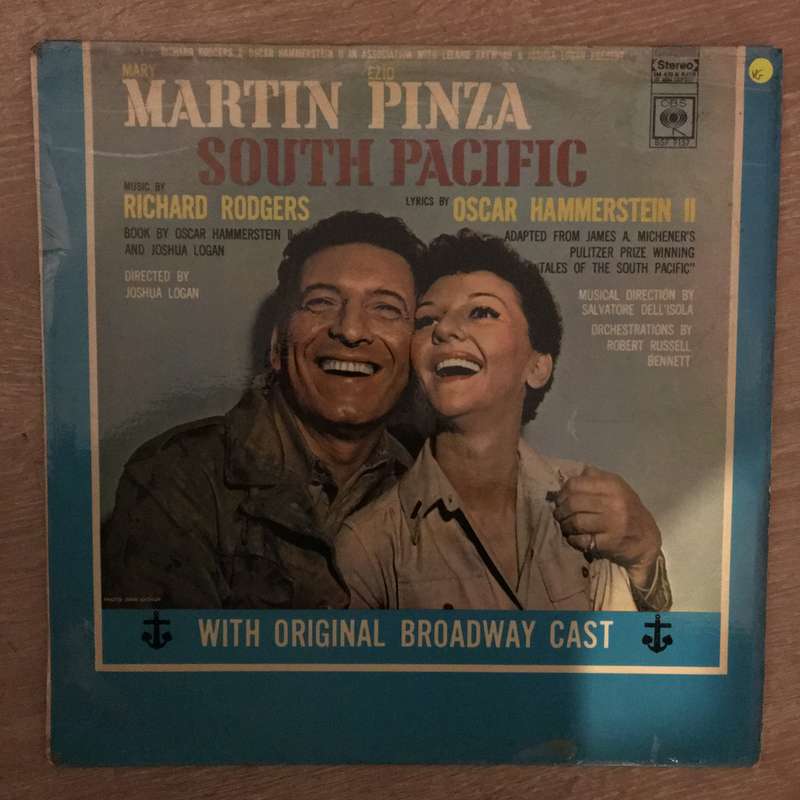 RICHARD RODGERS & OSCAR HAMMERSTEIN II IN ASSOCIATION WITH LELAND HAYWARD & JOSHUA LOGAN PRESENT
MARY EZIO
MARTIN PINZA
SOUTH PACIFIC
Stereo
CBS
VG
MUSIC BY
RICHARD RODGERS
LYRICS BY OSCAR HAMMERSTEIN II
BOOK BY OSCAR HAMMERSTEIN II
AND JOSHUA LOGAN
DIRECTED BY
JOSHUA LOGAN
ADAPTED FROM JAMES A. MICHENER'S
PULITZER PRIZE WINNING
TALES OF THE SOUTH PACIFIC"
MUSICAL DIRECTION BY
SALVATORE DELL'ISOLA
ORCHESTRATIONS BY
ROBERT RUSSELL
BENNETT
WITH ORIGINAL BROADWAY CAST